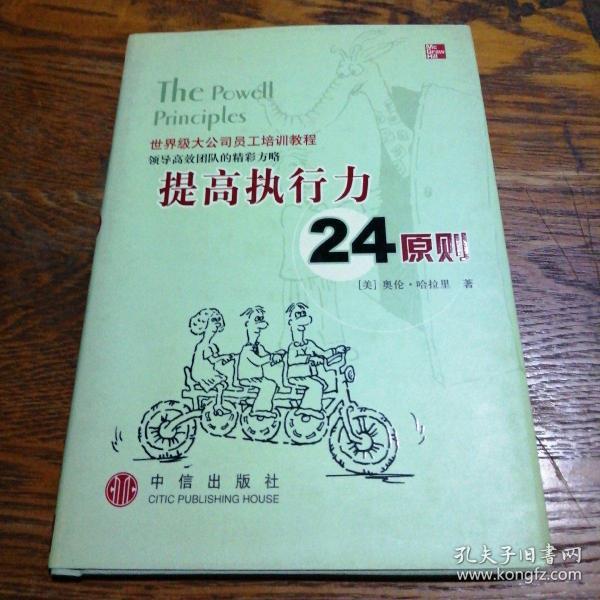 Mc
Graw
Hill
The Powell
Principles
世界级大公司员工培训教程
领导高效团队的精彩方略
提高执行力
24原则
[美] 奥伦·哈拉里 著
中信出版社
CITIC PUBLISHING HOUSE
孔夫子旧书网
www.kongfz.com